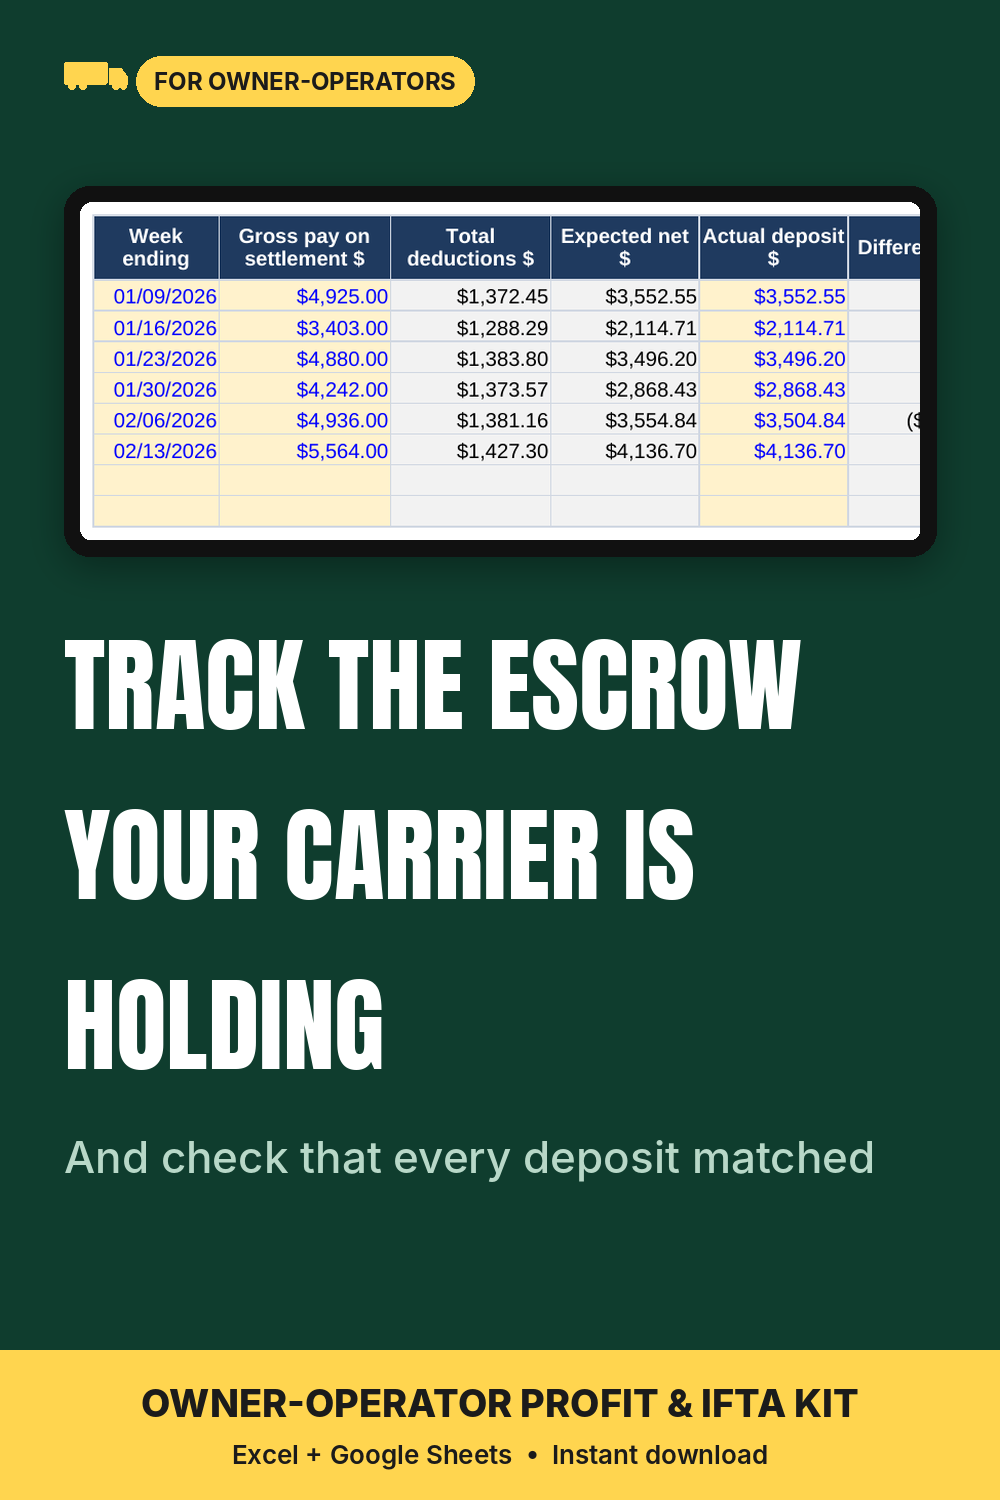 FOR OWNER-OPERATORS
Week ending Gross pay on settlement $ Total deductions $ Expected net $ Actual deposit $ Differe
01/09/2026 $4,925.00 $1,372.45 $3,552.55 $3,552.55
01/16/2026 $3,403.00 $1,288.29 $2,114.71 $2,114.71
01/23/2026 $4,880.00 $1,383.80 $3,496.20 $3,496.20
01/30/2026 $4,242.00 $1,373.57 $2,868.43 $2,868.43
02/06/2026 $4,936.00 $1,381.16 $3,554.84 $3,504.84 ($
02/13/2026 $5,564.00 $1,427.30 $4,136.70 $4,136.70
TRACK THE ESCROW
YOUR CARRIER IS
HOLDING
And check that every deposit matched
OWNER-OPERATOR PROFIT & IFTA KIT
Excel + Google Sheets • Instant download